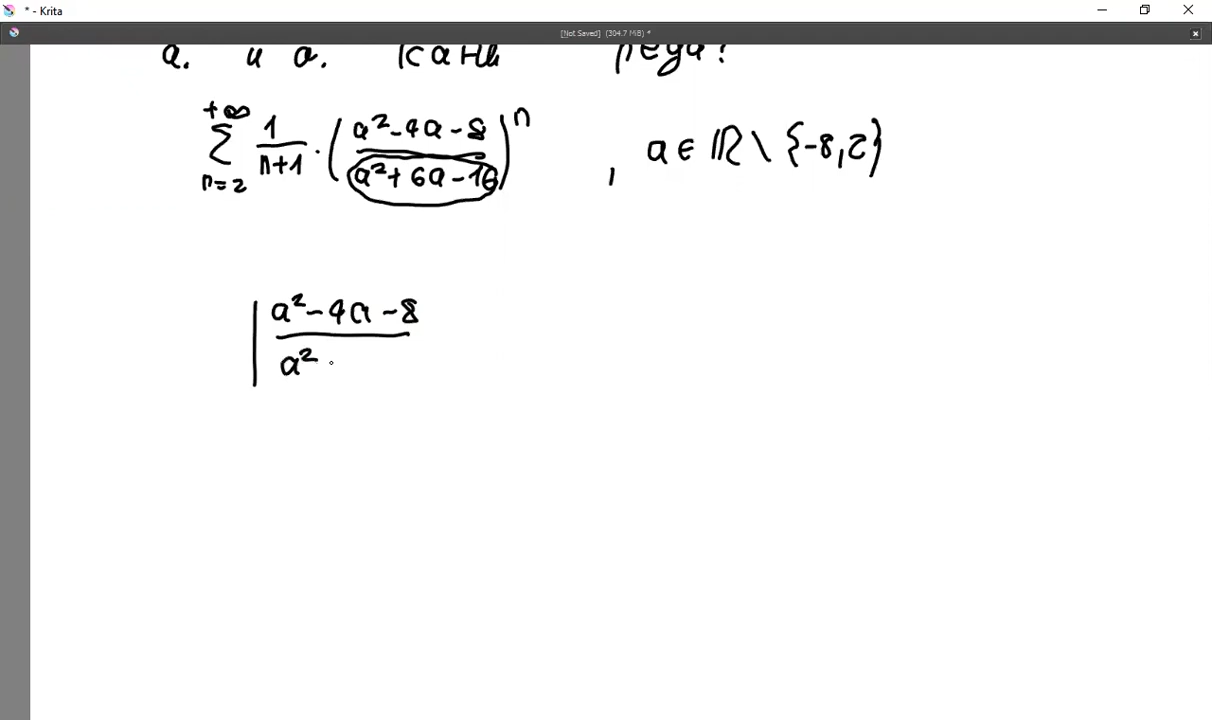 * - Krita
[Not Saved] (304.7 MiB) *
a. и o.
+∞ ∑ n=2 1/(n+1) · ((a²-4a-8)/(a²+6a-16))ⁿ , a ∈ ℝ \ {-8,2}
| (a²-4a-8)/(a²